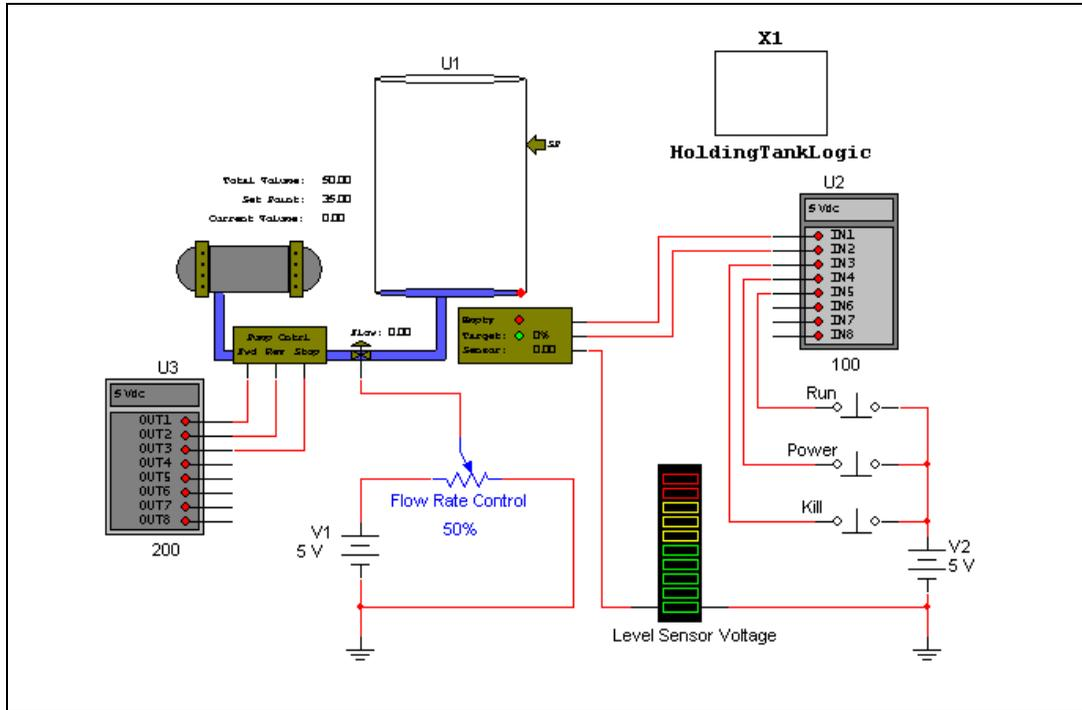 X1
HoldingTankLogic
U1
SP
Total Volume: 50.00
Set Point: 35.00
Current Volume: 0.00
U2
5 Vdc
IN1
IN2
IN3
IN4
IN5
IN6
IN7
IN8
100
Empty
Target: 0%
Sensor: 0.00
Flow: 0.00
Pump Cntrl
Fwd Rev Stop
U3
5 Vdc
OUT1
OUT2
OUT3
OUT4
OUT5
OUT6
OUT7
OUT8
200
Run
Power
Kill
Flow Rate Control
50%
V1
5 V
V2
5 V
Level Sensor Voltage